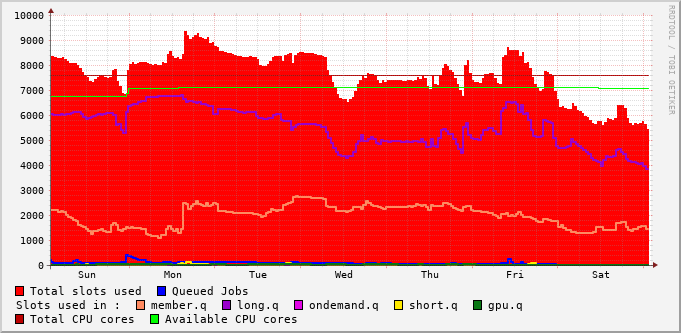 10000
9000
8000
7000
6000
5000
4000
3000
2000
1000
0
Sun Mon Tue Wed Thu Fri Sat
RRDTOOL / TOBI OETIKER
Total slots used Queued Jobs
Slots used in : member.q long.q ondemand.q short.q gpu.q
Total CPU cores Available CPU cores